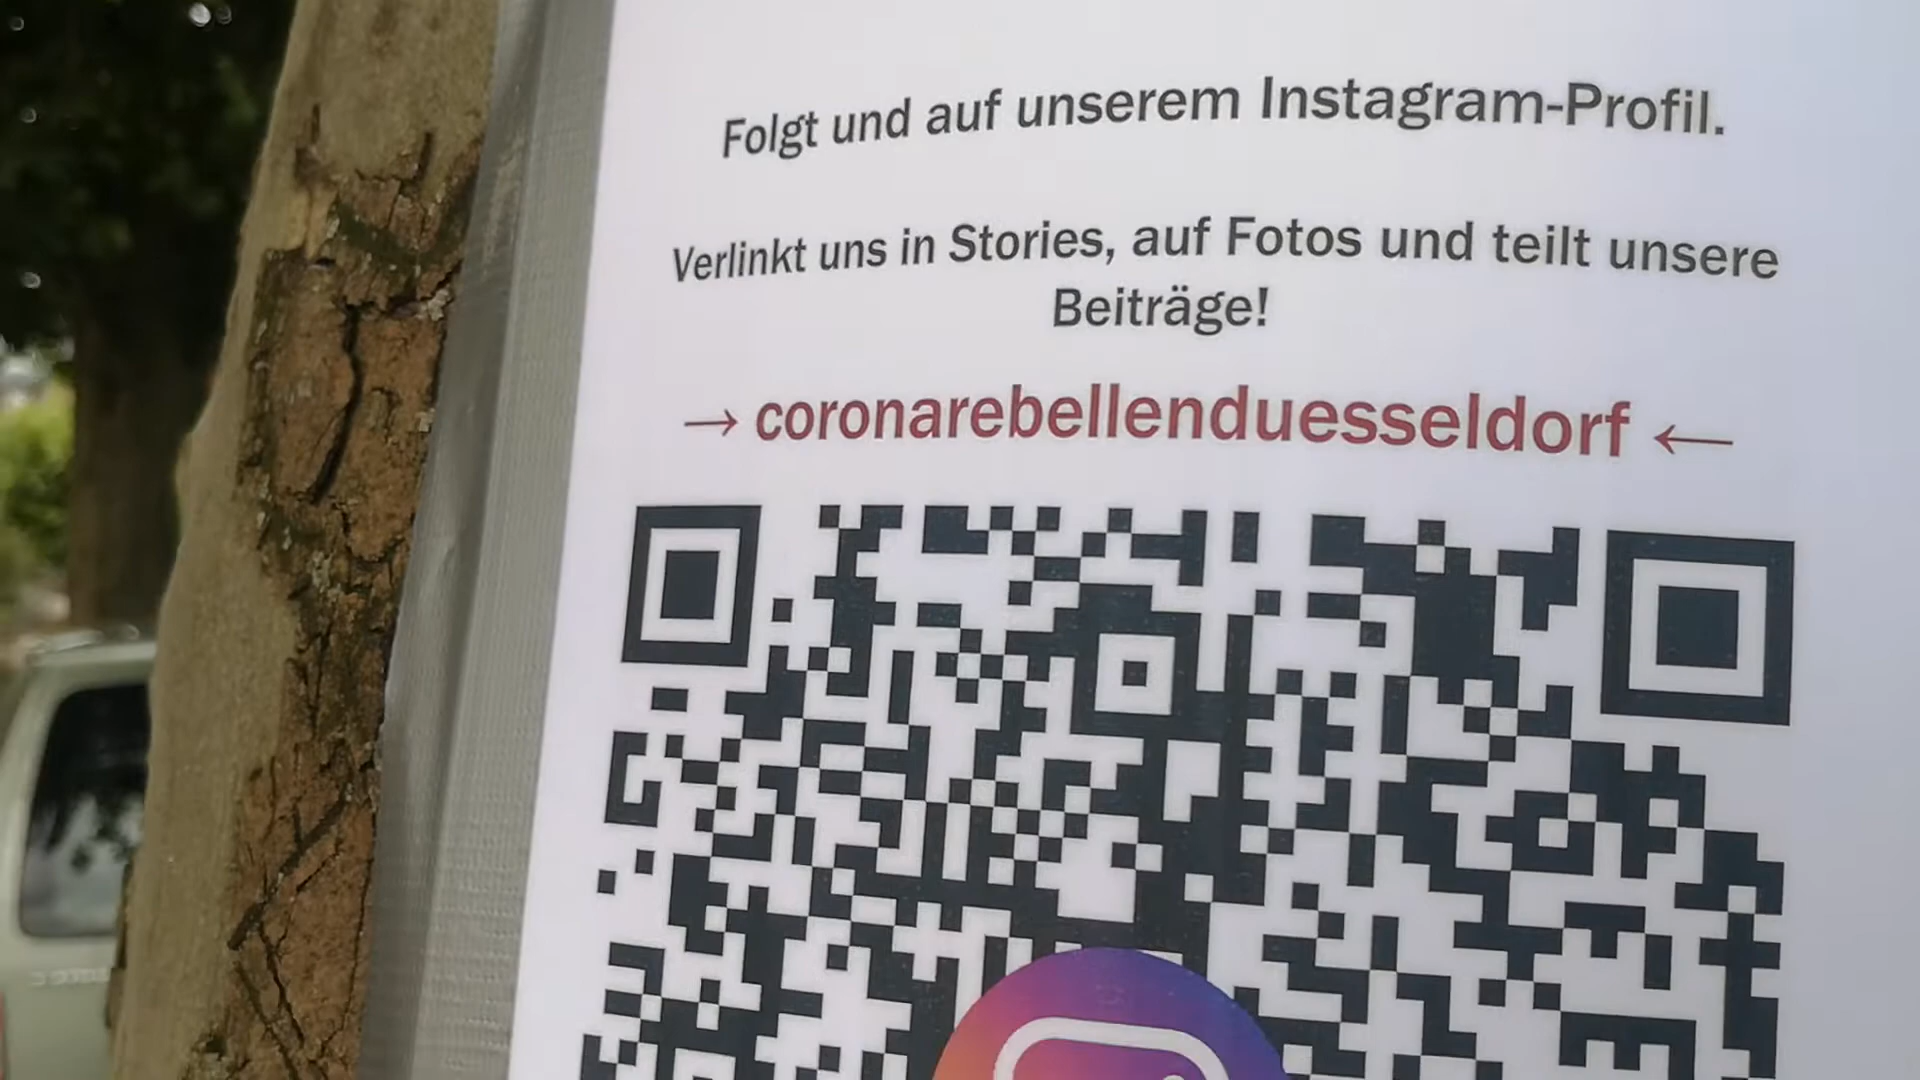 Folgt und auf unserem Instagram-Profil.
Verlinkt uns in Stories, auf Fotos und teilt unsere
Beiträge!
→ coronarebellenduesseldorf ←